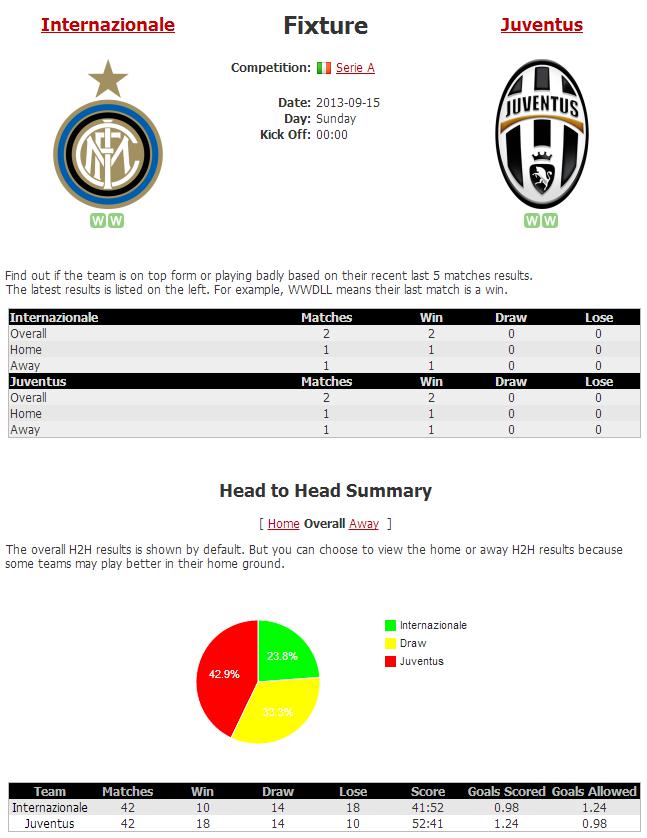 Internazionale
Fixture
Juventus
Competition: Serie A
JUVENTUS
Date: 2013-09-15
Day: Sunday
Kick Off: 00:00
W W
W W
Find out if the team is on top form or playing badly based on their recent last 5 matches results.
The latest results is listed on the left. For example, WWDLL means their last match is a win.
Internazionale Matches Win Draw Lose
Overall 2 2 0 0
Home 1 1 0 0
Away 1 1 0 0
Juventus Matches Win Draw Lose
Overall 2 2 0 0
Home 1 1 0 0
Away 1 1 0 0
Head to Head Summary
[ Home Overall Away ]
The overall H2H results is shown by default. But you can choose to view the home or away H2H results because
some teams may play better in their home ground.
Internazionale
Draw
Juventus
23.8%
42.9%
33.3%
Team Matches Win Draw Lose Score Goals Scored Goals Allowed
Internazionale 42 10 14 18 41:52 0.98 1.24
Juventus 42 18 14 10 52:41 1.24 0.98